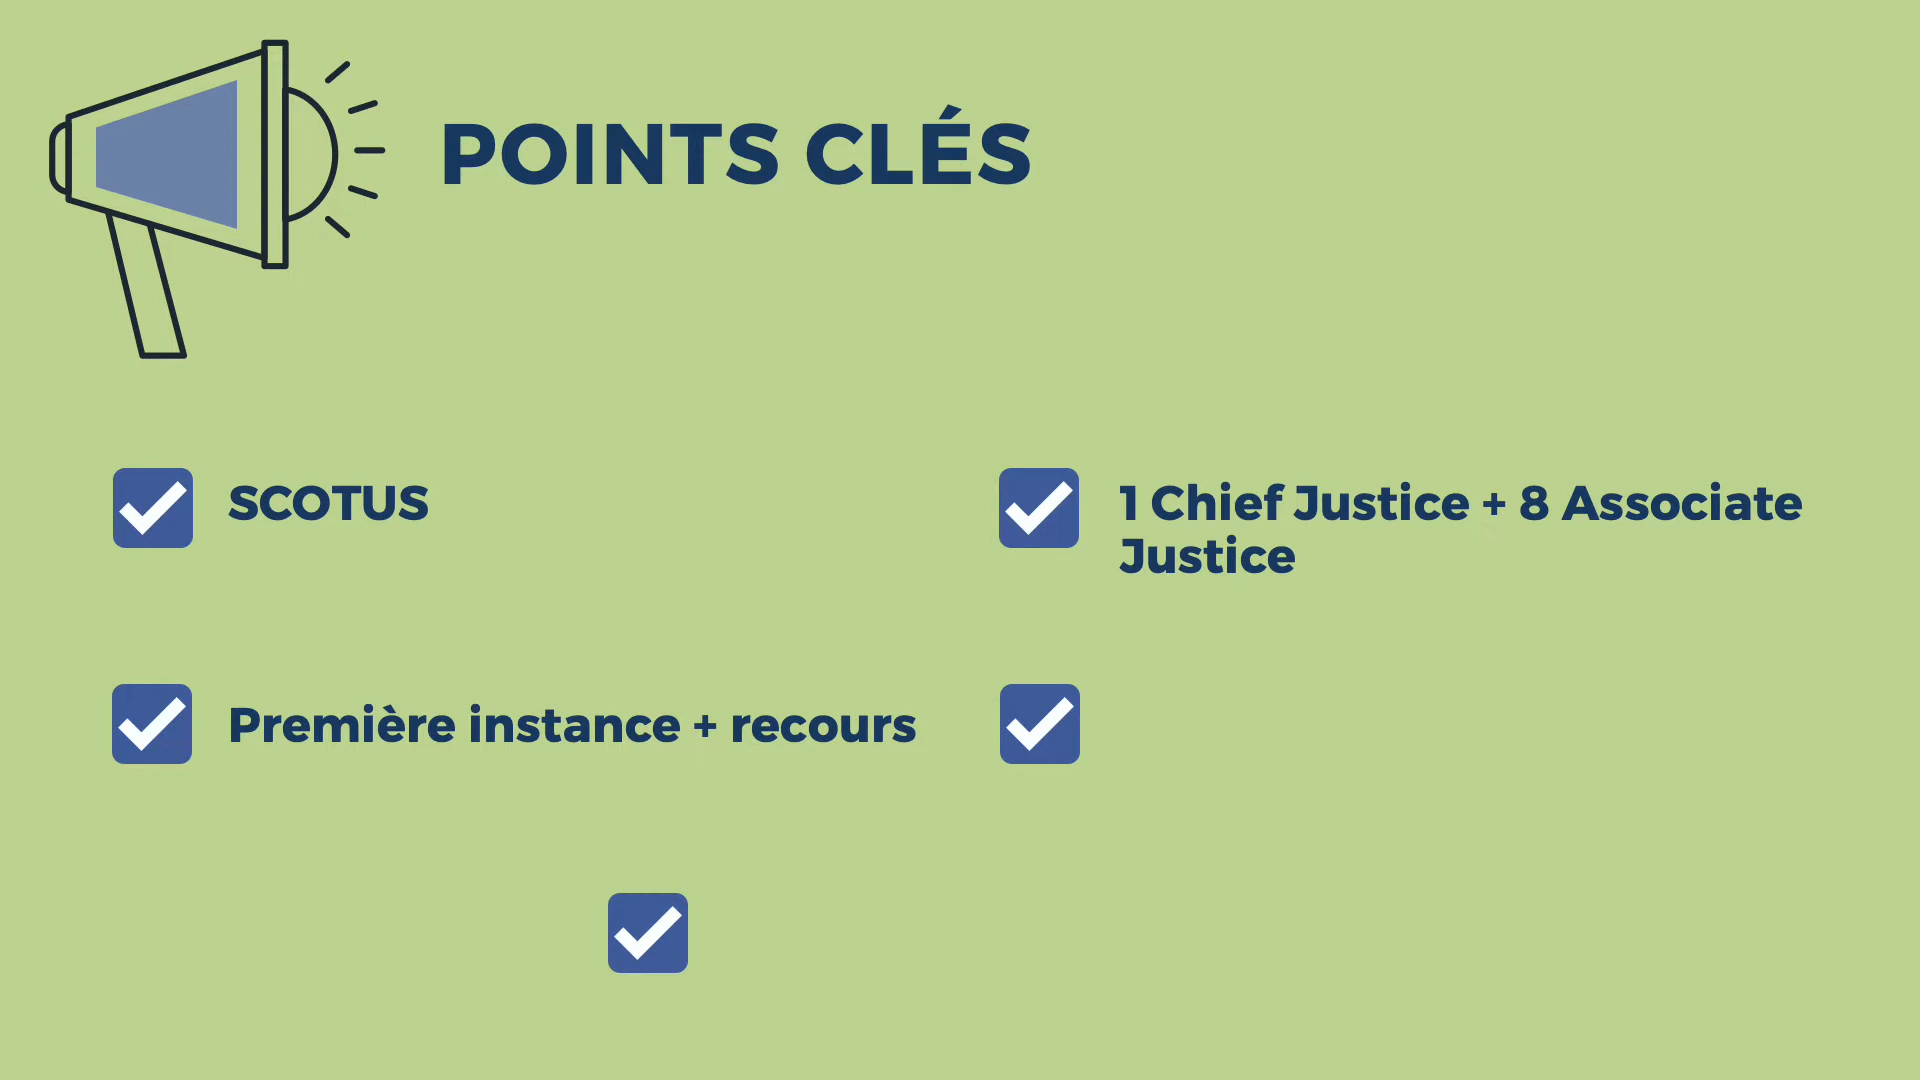 POINTS CLÉS
SCOTUS
1 Chief Justice + 8 Associate
Justice
Première instance + recours